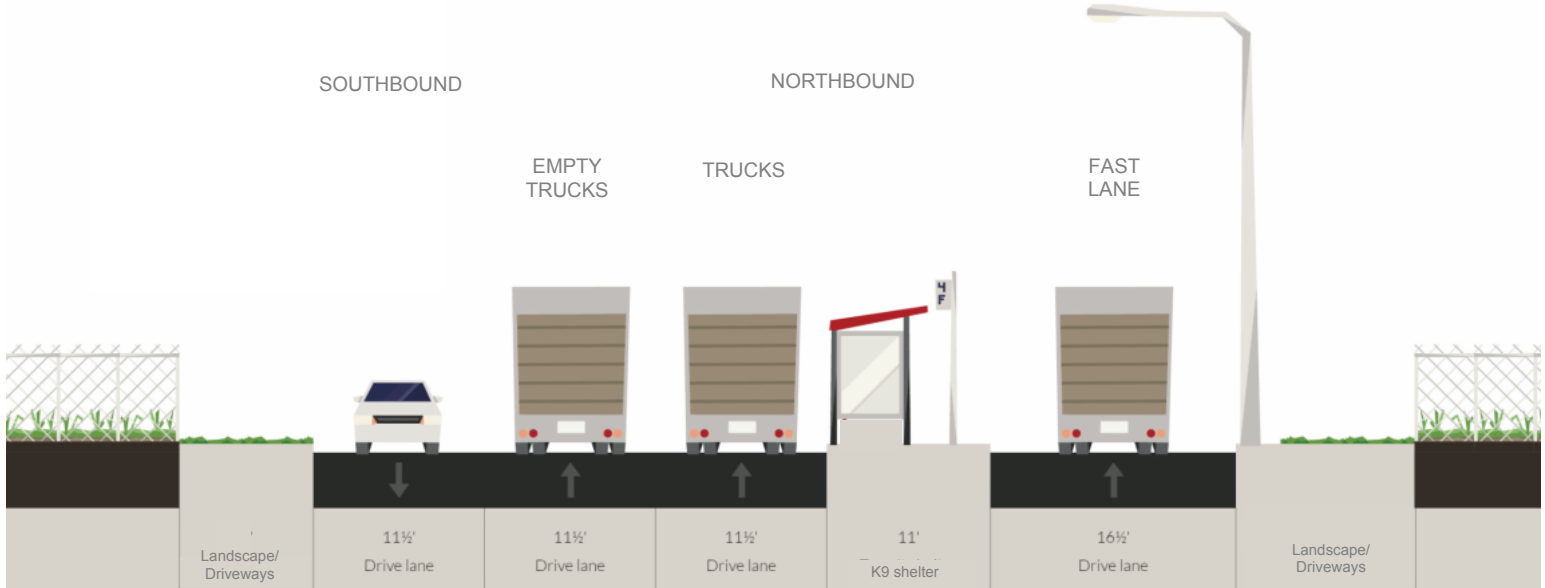 SOUTHBOUND
NORTHBOUND
EMPTY
TRUCKS
TRUCKS
FAST
LANE
4
F
Landscape/
Driveways
11½'
Drive lane
11½'
Drive lane
11½'
Drive lane
11'
K9 shelter
16½'
Drive lane
Landscape/
Driveways